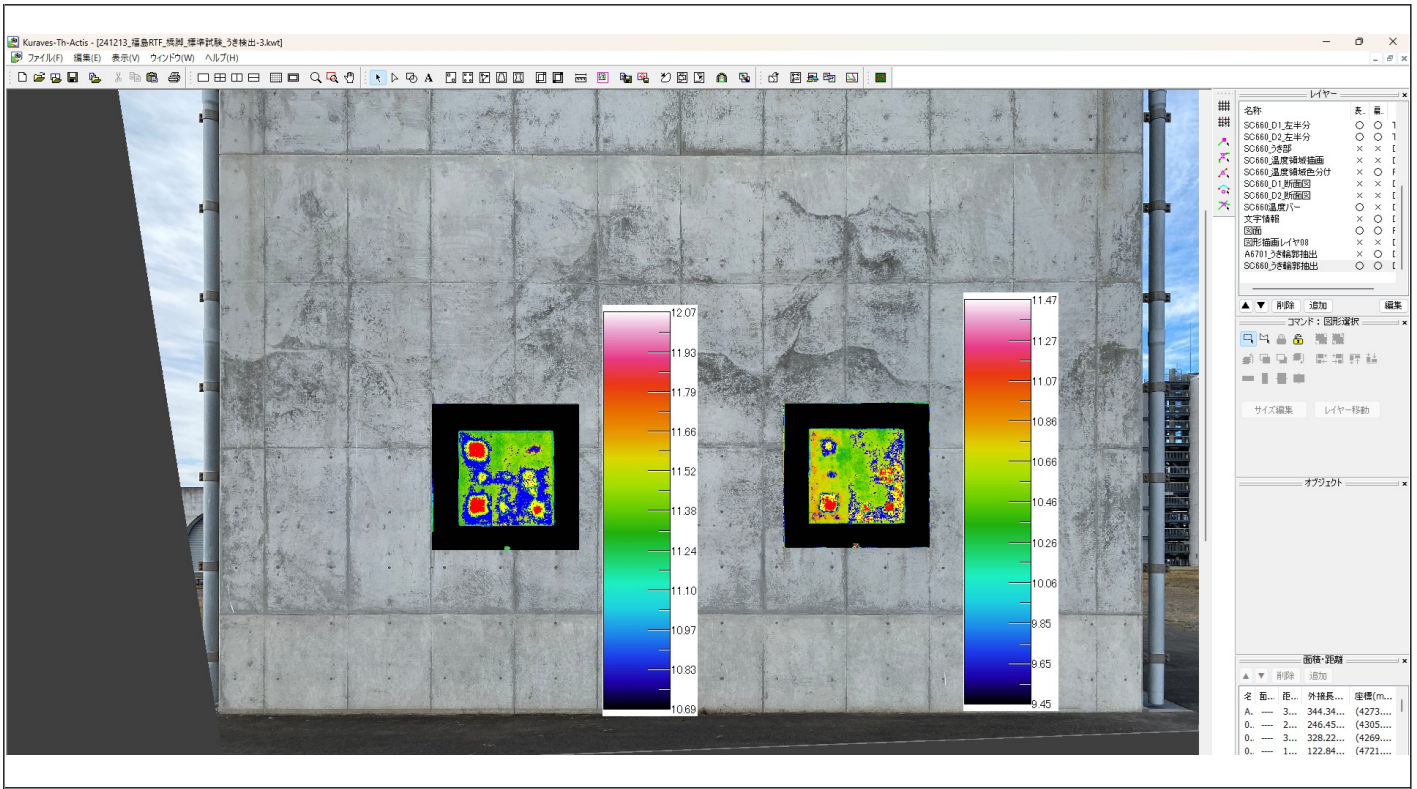 Kuraves-Th-Actis - [241213_福島RTF_橋脚_標準試験_うき検出-3.kwt]
ファイル(F) 編集(E) 表示(V) ウィンドウ(W) ヘルプ(H)
レイヤー
名称 表.. 量..
SC660_D1_左半分
SC660_D2_左半分
SC660_うき部
SC660_温度領域描画
SC660_温度領域色分け
SC660_D1_断面図
SC660_D2_断面図
SC660温度バー
文字情報
図面
図形描画レイヤ08
A6701_うき輪郭抽出
SC660_うき輪郭抽出
▲ ▼ 削除 追加 編集
コマンド : 図形選択
サイズ編集 レイヤー移動
オブジェクト
面積・距離
▲ ▼ 削除 追加
名 面... 距... 外接長... 座標(m...
A. ---- 3... 344.34... (4273....
0.. ---- 2... 246.45... (4305....
0.. ---- 3... 328.22... (4269....
0.. ---- 1... 122.84... (4721....
12.07
11.93
11.79
11.66
11.52
11.38
11.24
11.10
10.97
10.83
10.69
11.47
11.27
11.07
10.86
10.66
10.46
10.26
10.06
9.85
9.65
9.45